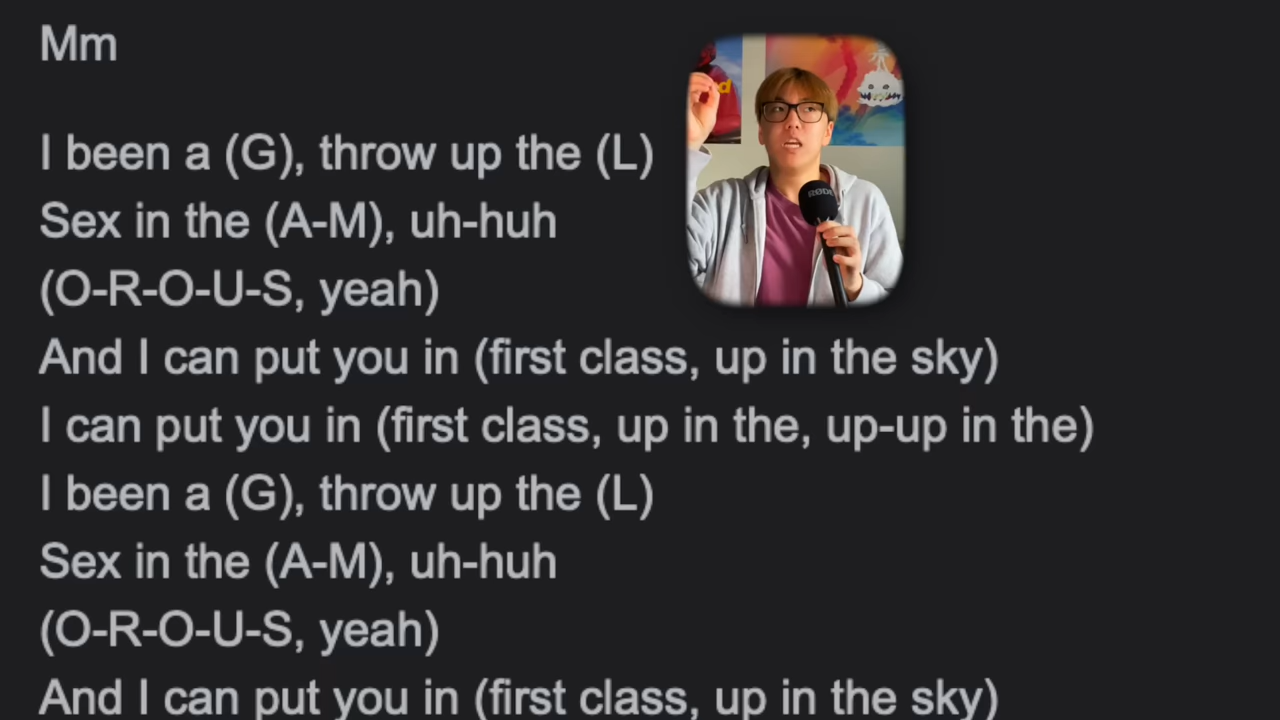 Mm
I been a (G), throw up the (L)
Sex in the (A-M), uh-huh
(O-R-O-U-S, yeah)
And I can put you in (first class, up in the sky)
I can put you in (first class, up in the, up-up in the)
I been a (G), throw up the (L)
Sex in the (A-M), uh-huh
(O-R-O-U-S, yeah)
And I can put you in (first class, up in the sky)
RØDE